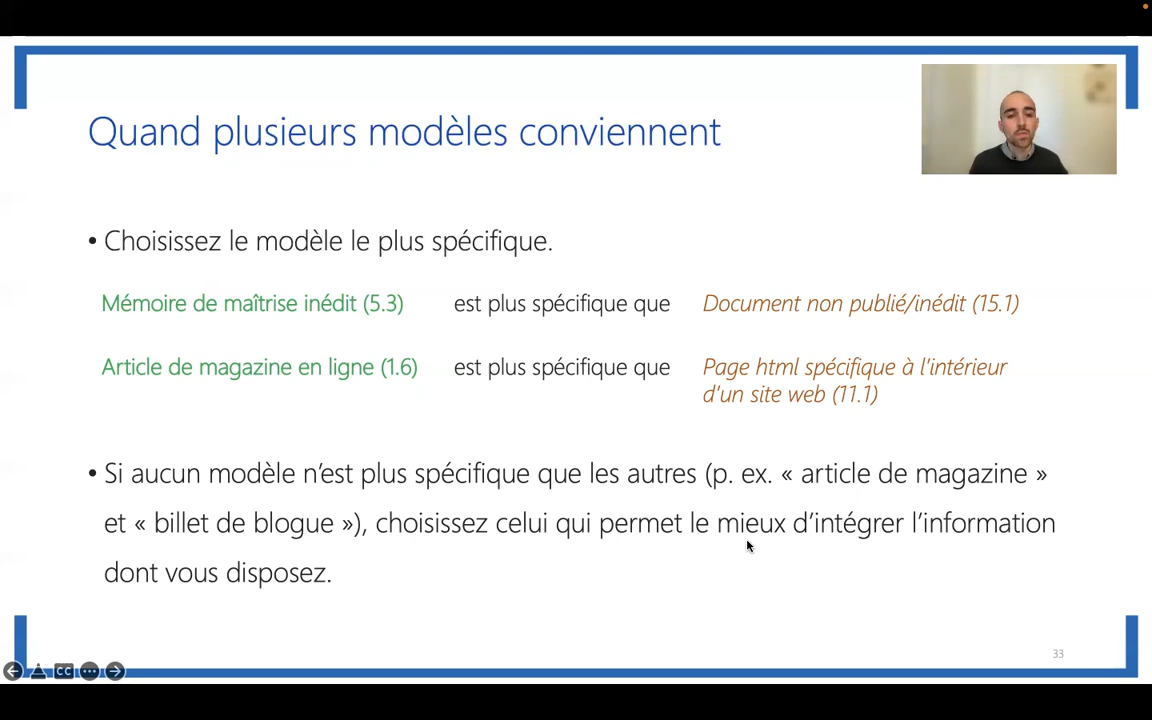 Quand plusieurs modèles conviennent
• Choisissez le modèle le plus spécifique.
Mémoire de maîtrise inédit (5.3) est plus spécifique que Document non publié/inédit (15.1)
Article de magazine en ligne (1.6) est plus spécifique que Page html spécifique à l'intérieur
d'un site web (11.1)
• Si aucun modèle n’est plus spécifique que les autres (p. ex. « article de magazine »
et « billet de blogue »), choisissez celui qui permet le mieux d’intégrer l’information
dont vous disposez.
33
CC